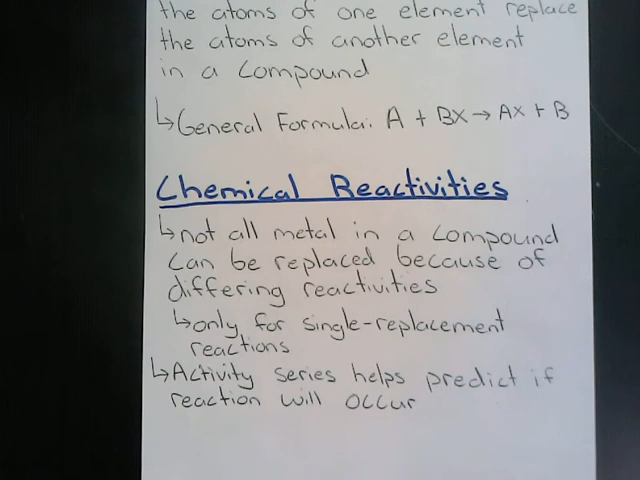 the atoms of one element replace
the atoms of another element
in a compound
↳General Formula: A + BX → AX + B
Chemical Reactivities
↳not all metal in a compound
can be replaced because of
differing reactivities
↳only for single-replacement
reactions
↳Activity series helps predict if
reaction will occur